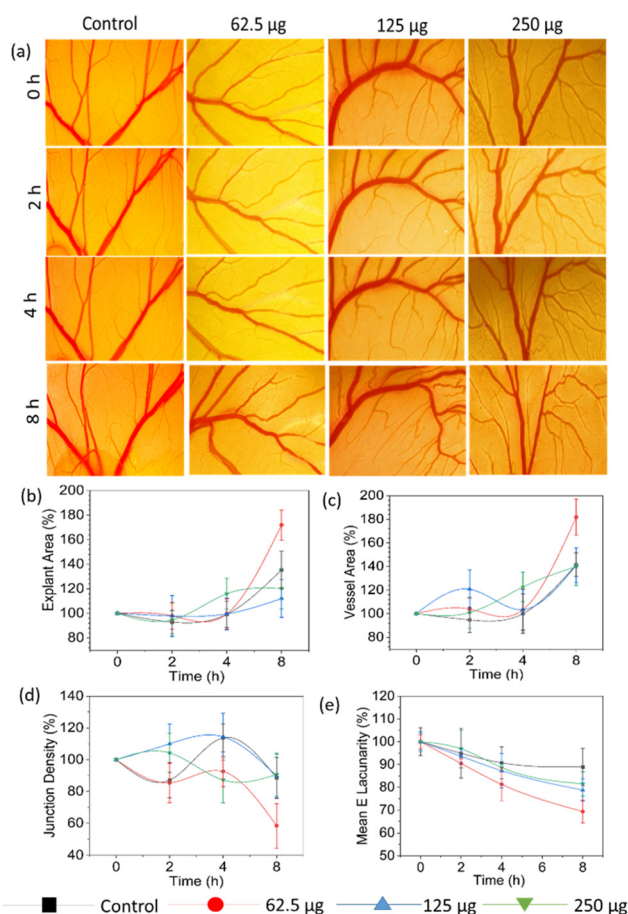 Control 62.5 µg 125 µg 250 µg
(a)
0 h
2 h
4 h
8 h
(b)
Explant Area (%)
200
180
160
140
120
100
80
0 2 4 8
Time (h)
(c)
Vessel Area (%)
200
180
160
140
120
100
80
0 2 4 8
Time (h)
(d)
Junction Density (%)
140
120
100
80
60
40
0 2 4 8
Time (h)
(e)
Mean E Lacunarity (%)
120
110
100
90
80
70
60
50
0 2 4 6 8
Time (h)
Control 62.5 µg 125 µg 250 µg